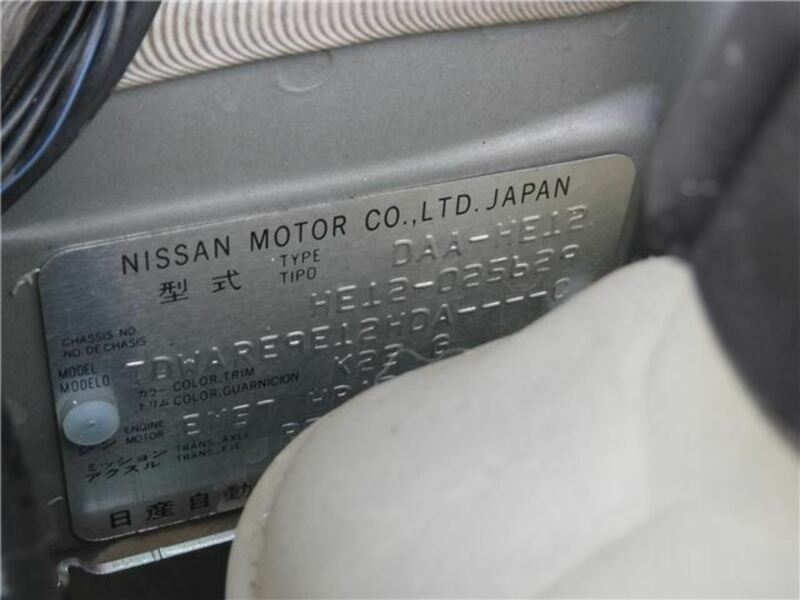 NISSAN MOTOR CO.,LTD. JAPAN
型式 TYPE TIPO DAA-HE12
CHASSIS NO.
NO. DE CHASIS HE12-025629
MODEL
MODELO TDWARE9E12HDA----C
カラー COLOR, TRIM
トリム COLOR, GUARNICION K23 G
ENGINE
MOTOR EM57
ミッション TRANS., AXLE
アクスル TRANS., EJE
日産自動